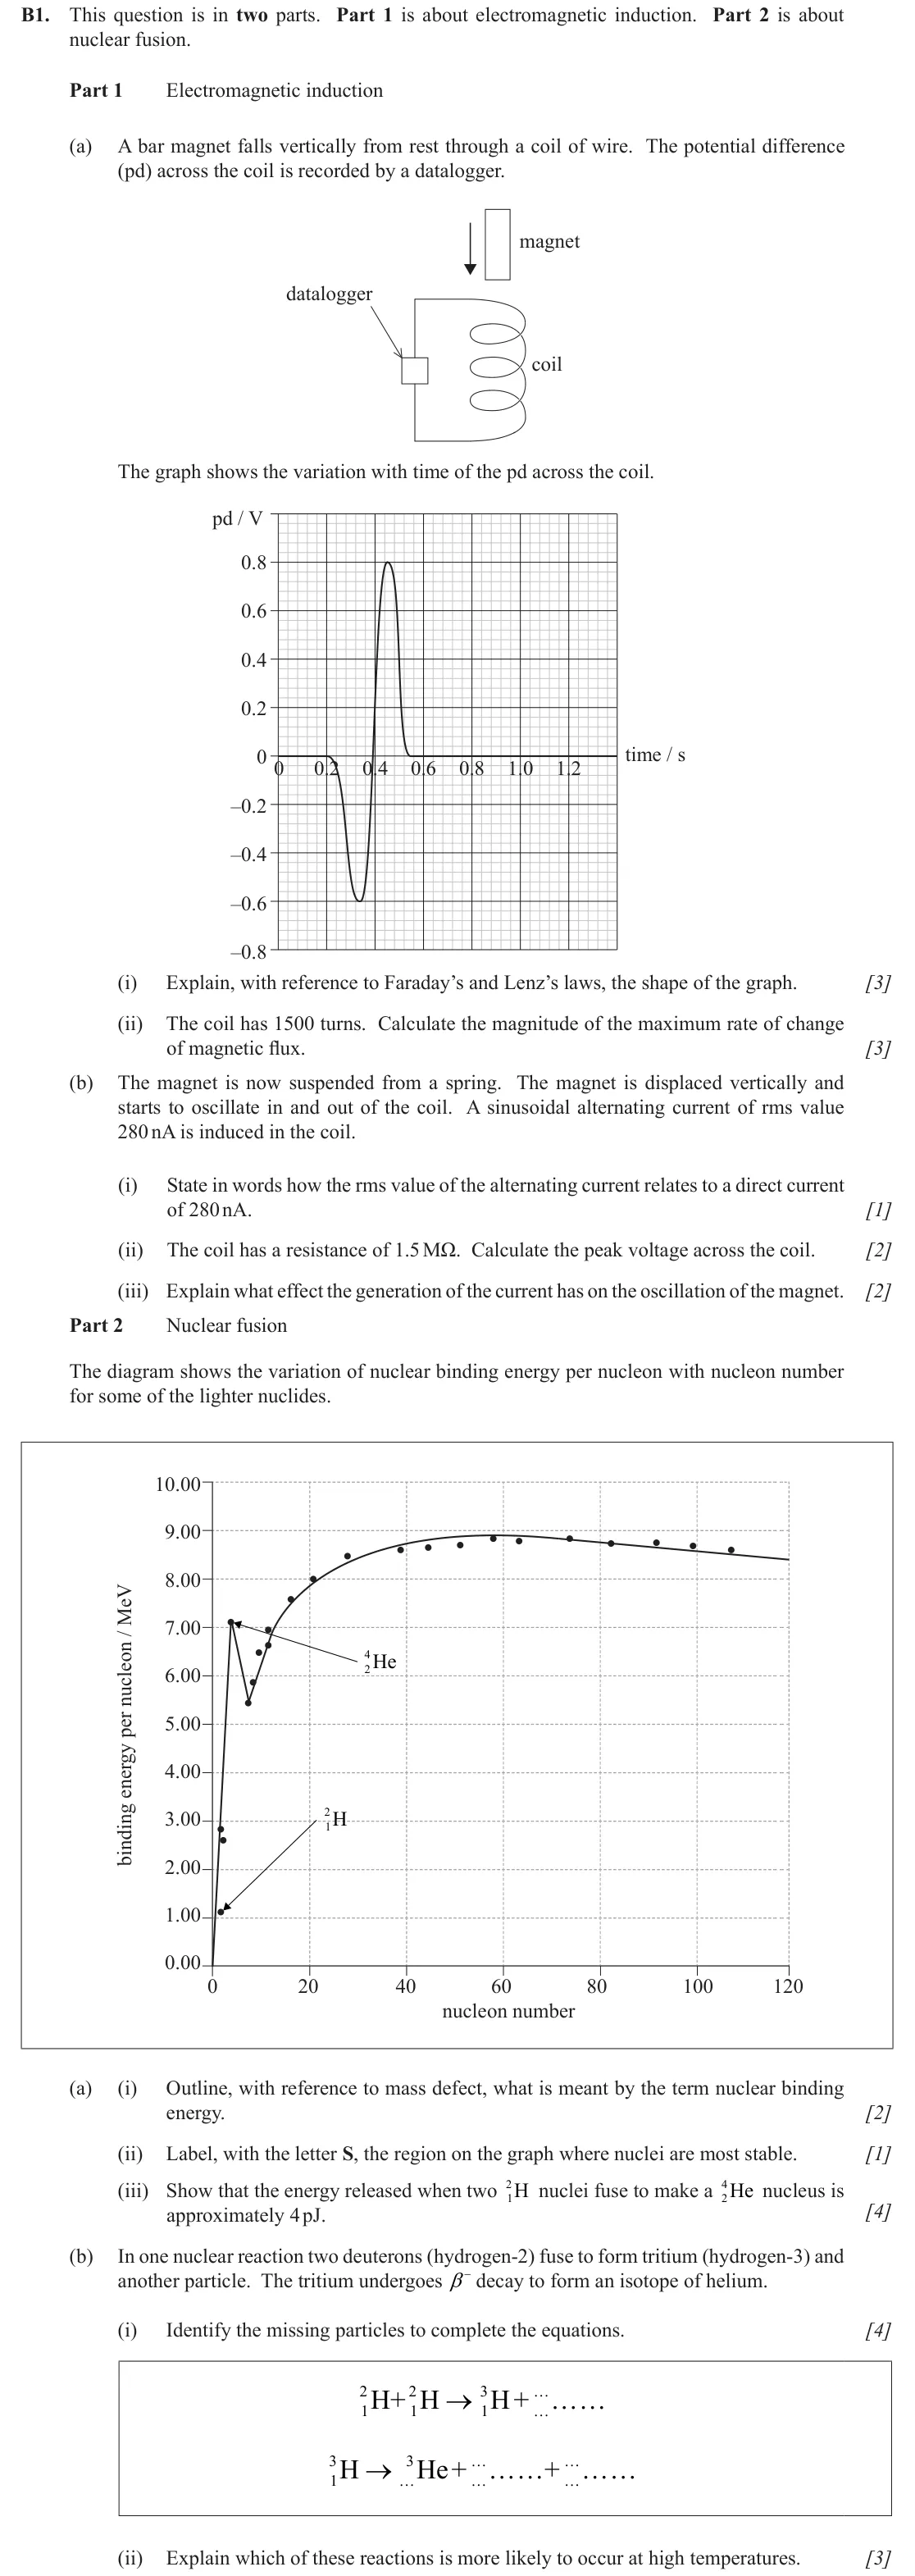 B1. This question is in two parts. Part 1 is about electromagnetic induction. Part 2 is about
nuclear fusion.
Part 1 Electromagnetic induction
(a) A bar magnet falls vertically from rest through a coil of wire. The potential difference
(pd) across the coil is recorded by a datalogger.
magnet
datalogger
coil
The graph shows the variation with time of the pd across the coil.
pd / V
0.8
0.6
0.4
0.2
0
time / s
0 0.2 0.4 0.6 0.8 1.0 1.2
–0.2
–0.4
–0.6
–0.8
(i) Explain, with reference to Faraday’s and Lenz’s laws, the shape of the graph. [3]
(ii) The coil has 1500 turns. Calculate the magnitude of the maximum rate of change
of magnetic flux. [3]
(b) The magnet is now suspended from a spring. The magnet is displaced vertically and
starts to oscillate in and out of the coil. A sinusoidal alternating current of rms value
280 nA is induced in the coil.
(i) State in words how the rms value of the alternating current relates to a direct current
of 280 nA. [1]
(ii) The coil has a resistance of 1.5 MΩ. Calculate the peak voltage across the coil. [2]
(iii) Explain what effect the generation of the current has on the oscillation of the magnet. [2]
Part 2 Nuclear fusion
The diagram shows the variation of nuclear binding energy per nucleon with nucleon number
for some of the lighter nuclides.
10.00
9.00
8.00
7.00
6.00
5.00
4.00
3.00
2.00
1.00
0.00
binding energy per nucleon / MeV
⁴₂He
²₁H
0 20 40 60 80 100 120
nucleon number
(a) (i) Outline, with reference to mass defect, what is meant by the term nuclear binding
energy. [2]
(ii) Label, with the letter S, the region on the graph where nuclei are most stable. [1]
(iii) Show that the energy released when two ²₁H nuclei fuse to make a ⁴₂He nucleus is
approximately 4 pJ. [4]
(b) In one nuclear reaction two deuterons (hydrogen-2) fuse to form tritium (hydrogen-3) and
another particle. The tritium undergoes β⁻ decay to form an isotope of helium.
(i) Identify the missing particles to complete the equations. [4]
²₁H+²₁H → ³₁H+ ... ... ......
³₁H → ³...He+ ... ... ......+ ... ... ......
(ii) Explain which of these reactions is more likely to occur at high temperatures. [3]